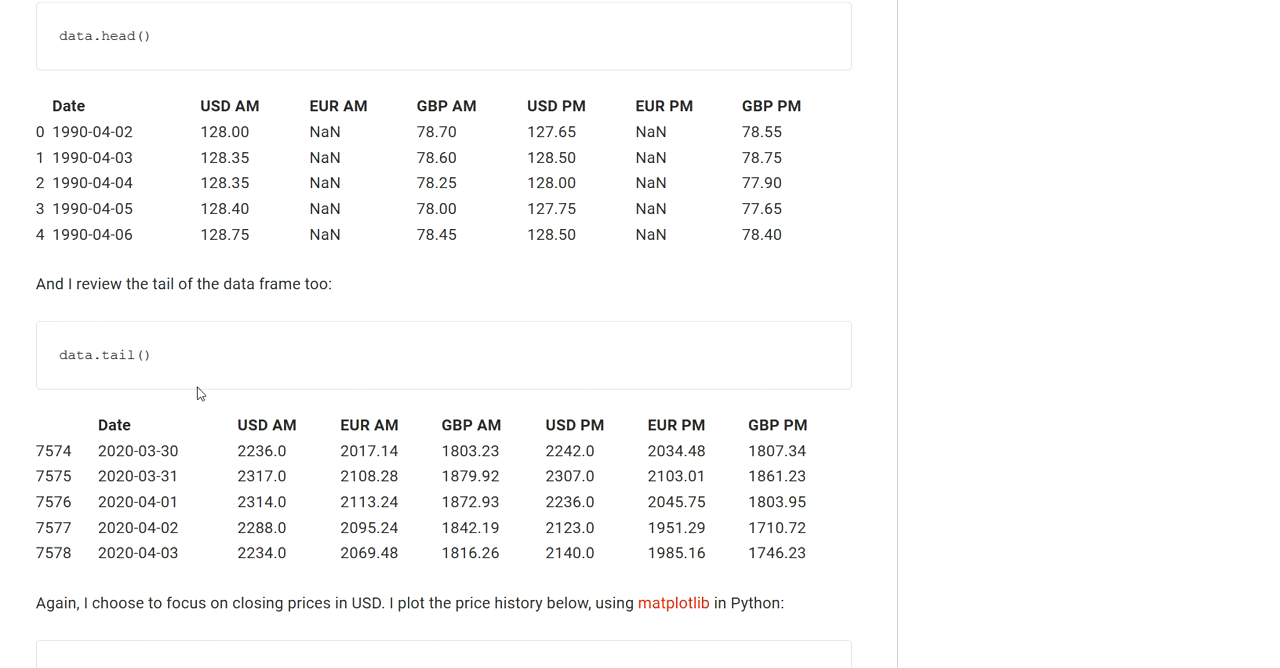 data.head()
Date USD AM EUR AM GBP AM USD PM EUR PM GBP PM
0 1990-04-02 128.00 NaN 78.70 127.65 NaN 78.55
1 1990-04-03 128.35 NaN 78.60 128.50 NaN 78.75
2 1990-04-04 128.35 NaN 78.25 128.00 NaN 77.90
3 1990-04-05 128.40 NaN 78.00 127.75 NaN 77.65
4 1990-04-06 128.75 NaN 78.45 128.50 NaN 78.40
And I review the tail of the data frame too:
data.tail()
Date USD AM EUR AM GBP AM USD PM EUR PM GBP PM
7574 2020-03-30 2236.0 2017.14 1803.23 2242.0 2034.48 1807.34
7575 2020-03-31 2317.0 2108.28 1879.92 2307.0 2103.01 1861.23
7576 2020-04-01 2314.0 2113.24 1872.93 2236.0 2045.75 1803.95
7577 2020-04-02 2288.0 2095.24 1842.19 2123.0 1951.29 1710.72
7578 2020-04-03 2234.0 2069.48 1816.26 2140.0 1985.16 1746.23
Again, I choose to focus on closing prices in USD. I plot the price history below, using matplotlib in Python: